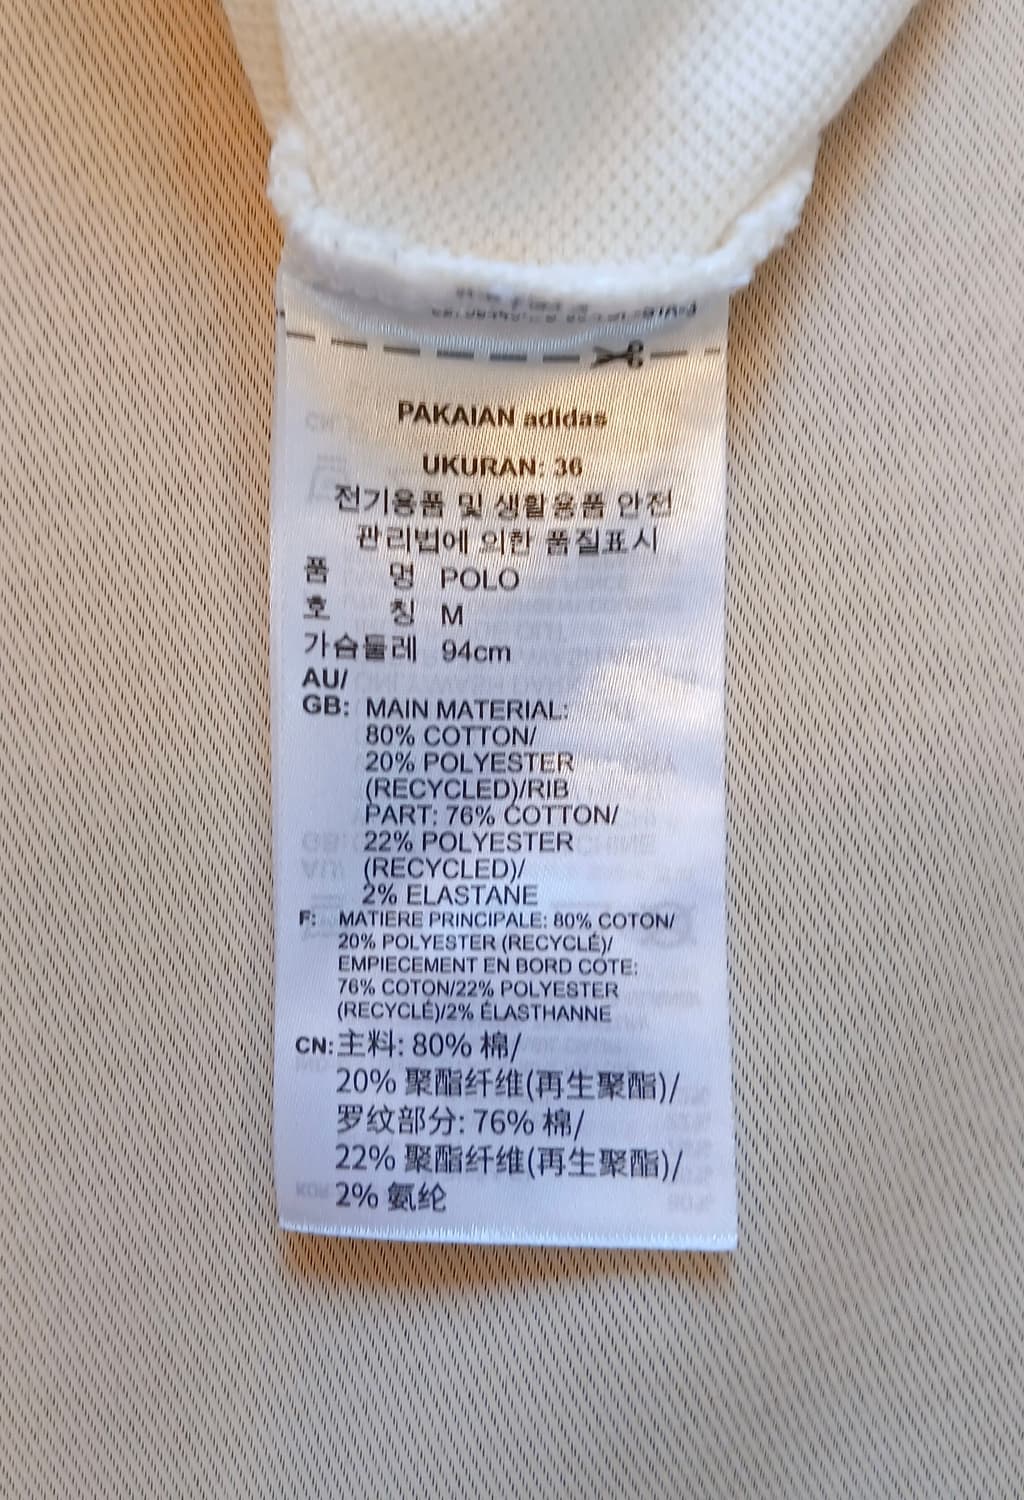 PAKAIAN adidas
UKURAN: 36
전기용품 및 생활용품 안전
관리법에 의한 품질표시
품 명 POLO
호 칭 M
가슴둘레 94cm
AU/
GB: MAIN MATERIAL:
80% COTTON/
20% POLYESTER
(RECYCLED)/RIB
PART: 76% COTTON/
22% POLYESTER
(RECYCLED)/
2% ELASTANE
F: MATIERE PRINCIPALE: 80% COTON/
20% POLYESTER (RECYCLÉ)/
EMPIECEMENT EN BORD COTE:
76% COTON/22% POLYESTER
(RECYCLÉ)/2% ÉLASTHANNE
CN: 主料: 80% 棉/
20% 聚酯纤维(再生聚酯)/
罗纹部分: 76% 棉/
22% 聚酯纤维(再生聚酯)/
2% 氨纶